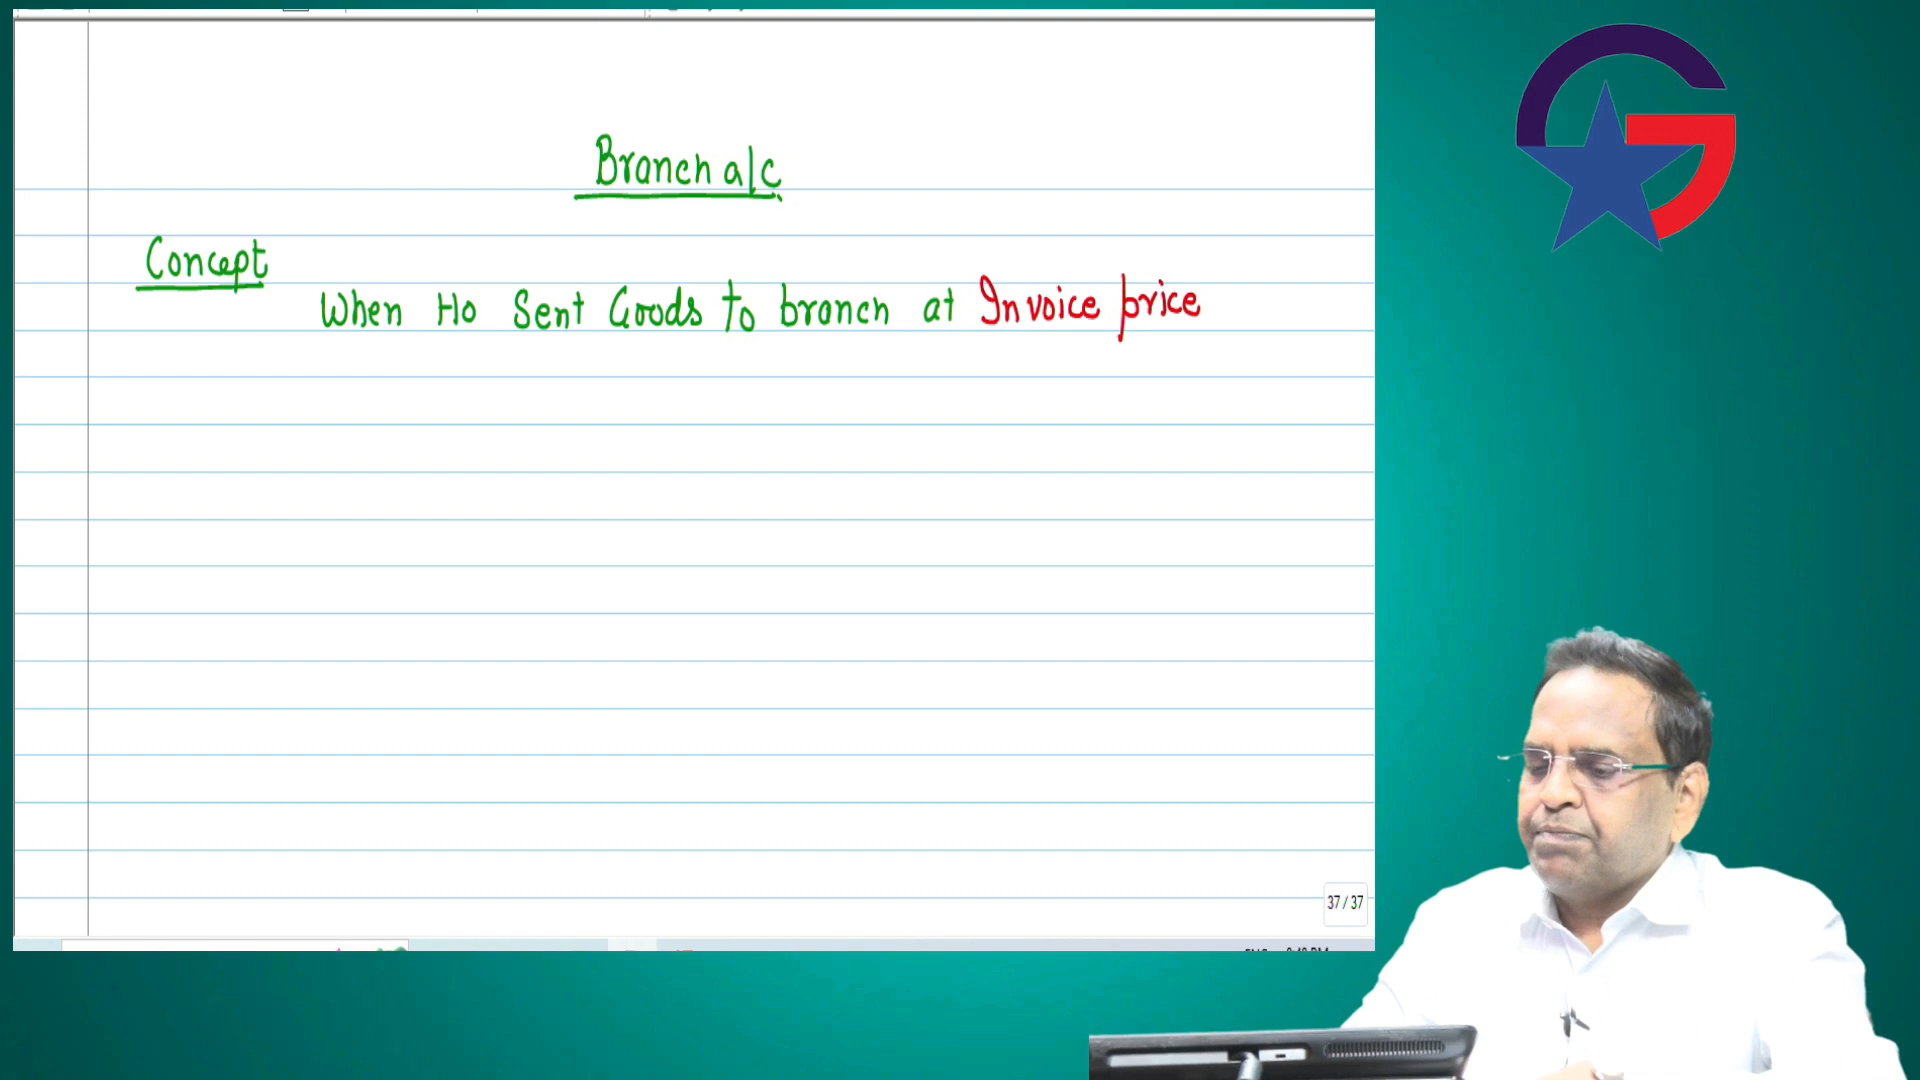 Branch a/c
Concept
When Ho Sent Goods to branch at Invoice price
37 / 37